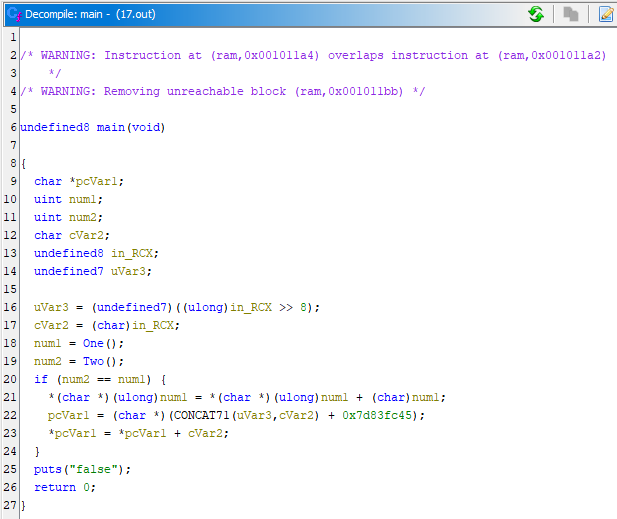 Decompile: main - (17.out)
1
2 /* WARNING: Instruction at (ram,0x001011a4) overlaps instruction at (ram,0x001011a2)
3     */
4 /* WARNING: Removing unreachable block (ram,0x001011bb) */
5
6 undefined8 main(void)
7
8 {
9   char *pcVar1;
10   uint num1;
11   uint num2;
12   char cVar2;
13   undefined8 in_RCX;
14   undefined7 uVar3;
15
16   uVar3 = (undefined7)((ulong)in_RCX >> 8);
17   cVar2 = (char)in_RCX;
18   num1 = One();
19   num2 = Two();
20   if (num2 == num1) {
21     *(char *)(ulong)num1 = *(char *)(ulong)num1 + (char)num1;
22     pcVar1 = (char *)(CONCAT71(uVar3,cVar2) + 0x7d83fc45);
23     *pcVar1 = *pcVar1 + cVar2;
24   }
25   puts("false");
26   return 0;
27 }